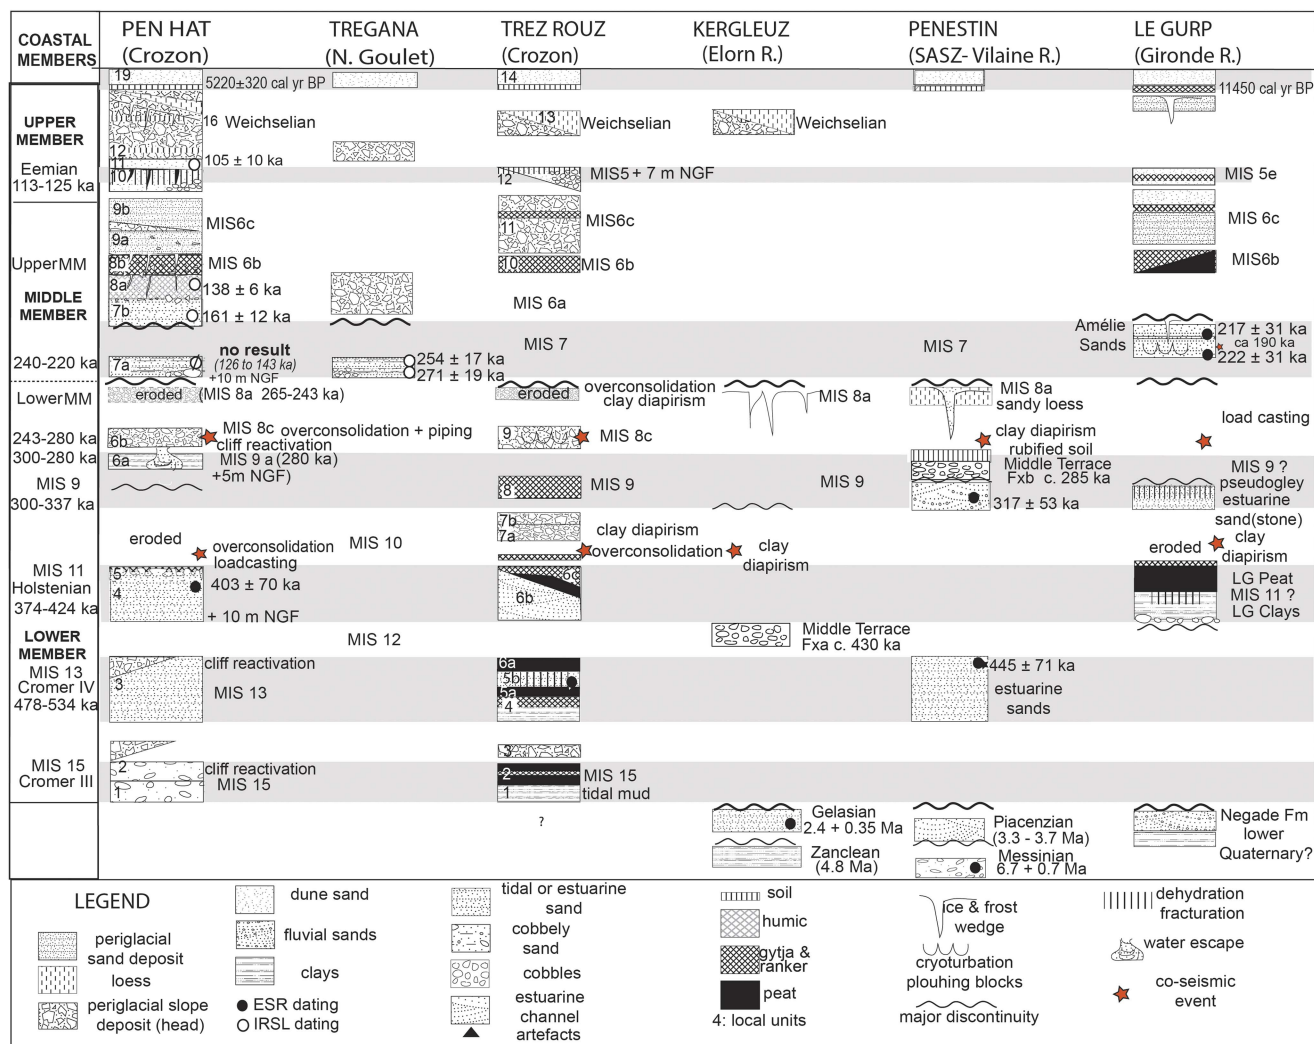 COASTAL
MEMBERS
PEN HAT
(Crozon)
TREGANA
(N. Goulet)
TREZ ROUZ
(Crozon)
KERGLEUZ
(Elorn R.)
PENESTIN
(SASZ- Vilaine R.)
LE GURP
(Gironde R.)
UPPER
MEMBER
Eemian
113-125 ka
UpperMM
MIDDLE
MEMBER
240-220 ka
LowerMM
243-280 ka
300-280 ka
MIS 9
300-337 ka
MIS 11
Holstenian
374-424 ka
LOWER
MEMBER
MIS 13
Cromer IV
478-534 ka
MIS 15
Cromer III
19
5220±320 cal yr BP
16 Weichselian
12
11
105 ± 10 ka
10
9b
MIS6c
9a
8b
MIS 6b
8a
138 ± 6 ka
7b
161 ± 12 ka
no result
(126 to 143 ka)
7a
+10 m NGF
eroded
(MIS 8a 265-243 ka)
MIS 8c overconsolidation + piping
6b
cliff reactivation
6a
MIS 9 a (280 ka)
+5m NGF)
eroded
overconsolidation
loadcasting
5
4
403 ± 70 ka
+ 10 m NGF
cliff reactivation
3
MIS 13
2
cliff reactivation
MIS 15
1
254 ± 17 ka
271 ± 19 ka
MIS 10
MIS 12
14
13
Weichselian
MIS5 + 7 m NGF
12
MIS6c
11
10
MIS 6b
MIS 6a
MIS 7
overconsolidation
eroded
clay diapirism
9
MIS 8c
8
MIS 9
7b
7a
clay diapirism
overconsolidation
6c
6b
6a
5b
5a
4
3
2
MIS 15
1
tidal mud
?
Weichselian
MIS 8a
MIS 9
clay
diapirism
Middle Terrace
Fxa c. 430 ka
Gelasian
2.4 + 0.35 Ma
Zanclean
(4.8 Ma)
MIS 7
MIS 8a
sandy loess
clay diapirism
rubified soil
Middle Terrace
Fxb c. 285 ka
317 ± 53 ka
445 ± 71 ka
estuarine
sands
Piacenzian
(3.3 - 3.7 Ma)
Messinian
6.7 + 0.7 Ma
11450 cal yr BP
MIS 5e
MIS 6c
MIS6b
Amélie
Sands
217 ± 31 ka
ca 190 ka
222 ± 31 ka
load casting
MIS 9 ?
pseudogley
estuarine
sand(stone)
clay
diapirism
eroded
LG Peat
MIS 11 ?
LG Clays
Negade Fm
lower
Quaternary?
LEGEND
periglacial
sand deposit
loess
periglacial slope
deposit (head)
dune sand
fluvial sands
clays
ESR dating
IRSL dating
tidal or estuarine
sand
cobbely
sand
cobbles
estuarine
channel
artefacts
soil
humic
gytja &
ranker
peat
4: local units
ice & frost
wedge
cryoturbation
plouhing blocks
major discontinuity
dehydration
fracturation
water escape
co-seismic
event